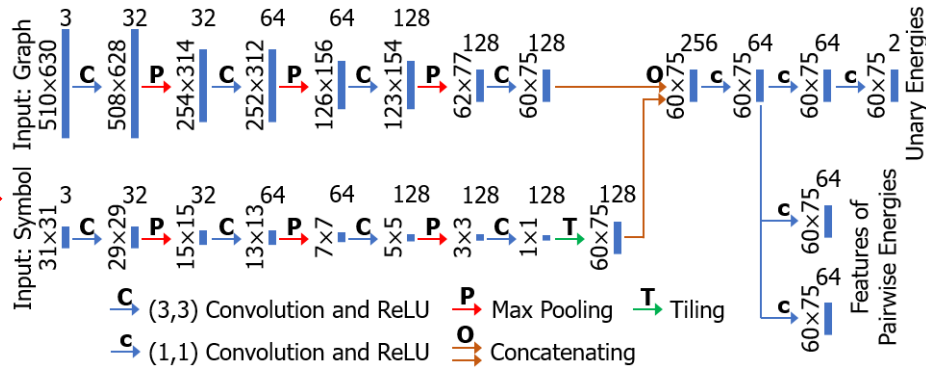 Input: Graph
3 32 32 64 64 128 128 128 256 64 64 2
510×630 C 508×628 P 254×314 C 252×312 P 126×156 C 123×154 P 62×77 C 60×75 O 60×75 c 60×75 c 60×75 c 60×75
Unary Energies
Input: Symbol
3 32 32 64 64 128 128 128 128
31×31 C 29×29 P 15×15 C 13×13 P 7×7 C 5×5 P 3×3 C 1×1 T 60×75
c 60×75 64
c 60×75 64
Features of
Pairwise Energies
C (3,3) Convolution and ReLU P Max Pooling T Tiling
c (1,1) Convolution and ReLU O Concatenating